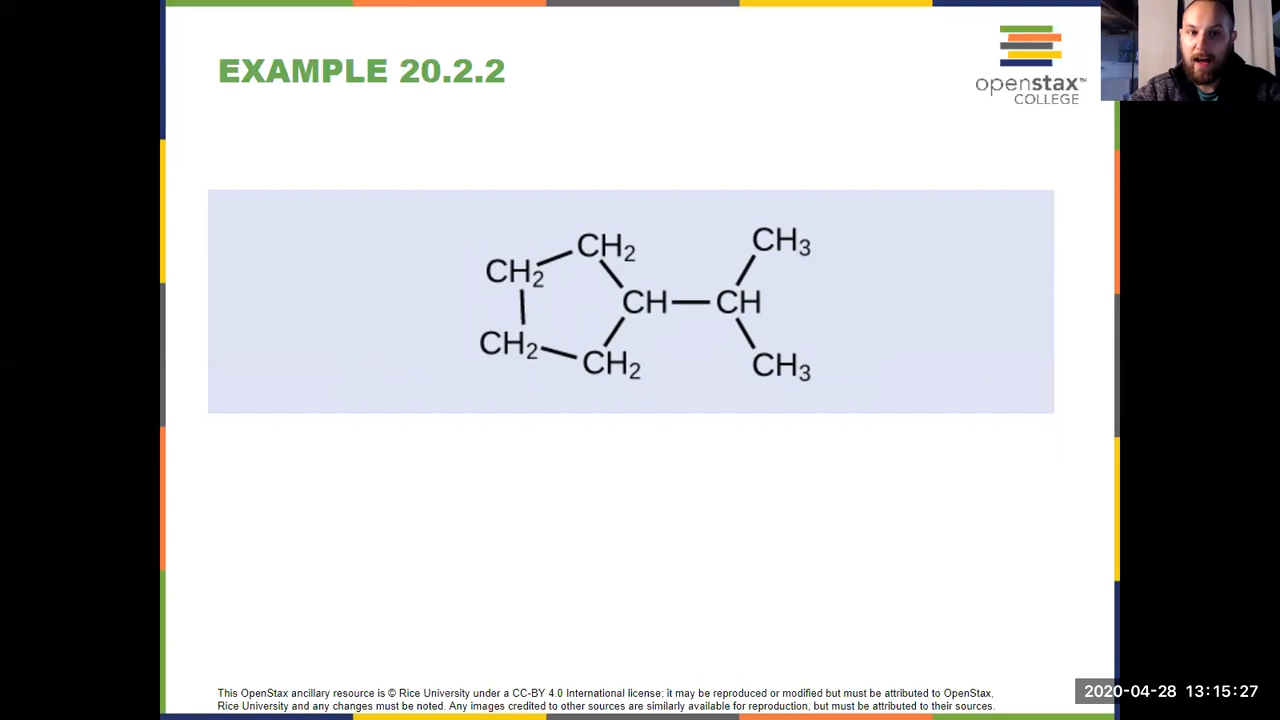 EXAMPLE 20.2.2
openstax™
COLLEGE
CH3
CH2
CH2
CH
CH
CH2
CH2
CH3
This OpenStax ancillary resource is © Rice University under a CC-BY 4.0 International license; it may be reproduced or modified but must be attributed to OpenStax,
Rice University and any changes must be noted. Any images credited to other sources are similarly available for reproduction, but must be attributed to their sources.
2020-04-28 13:15:27